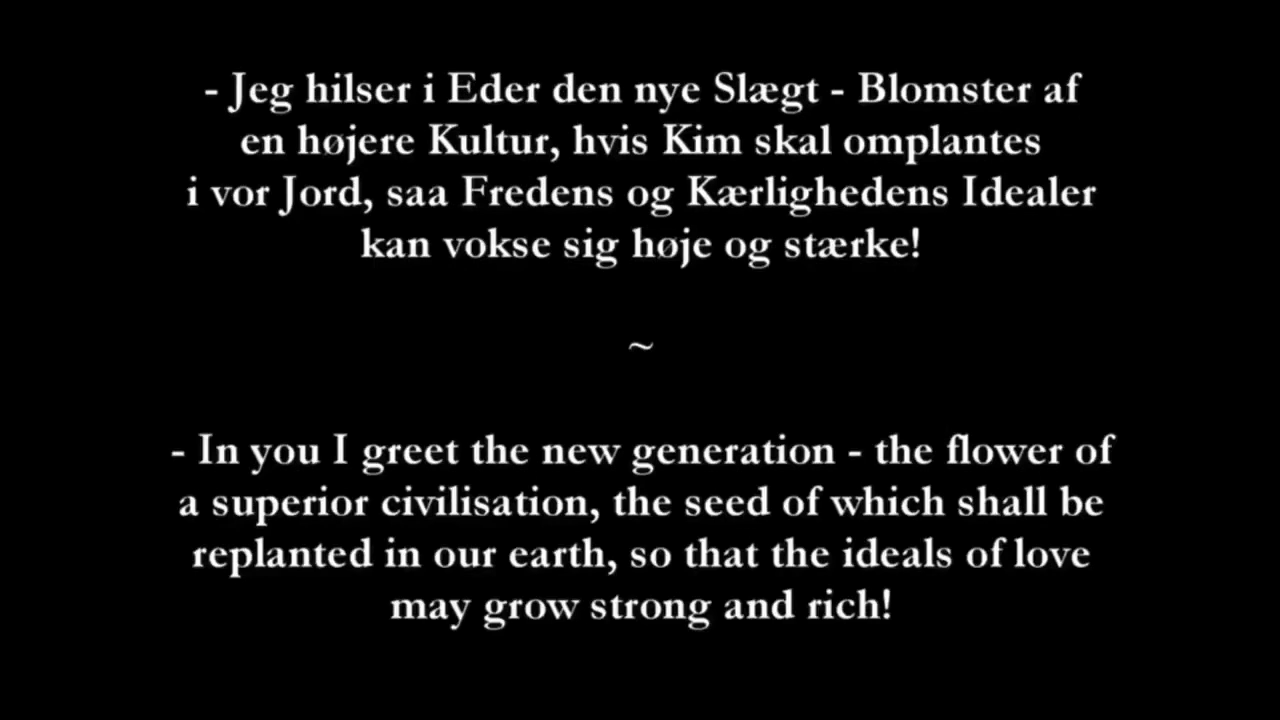 - Jeg hilser i Eder den nye Slægt - Blomster af
en højere Kultur, hvis Kim skal omplantes
i vor Jord, saa Fredens og Kærlighedens Idealer
kan vokse sig høje og stærke!
~
- In you I greet the new generation - the flower of
a superior civilisation, the seed of which shall be
replanted in our earth, so that the ideals of love
may grow strong and rich!